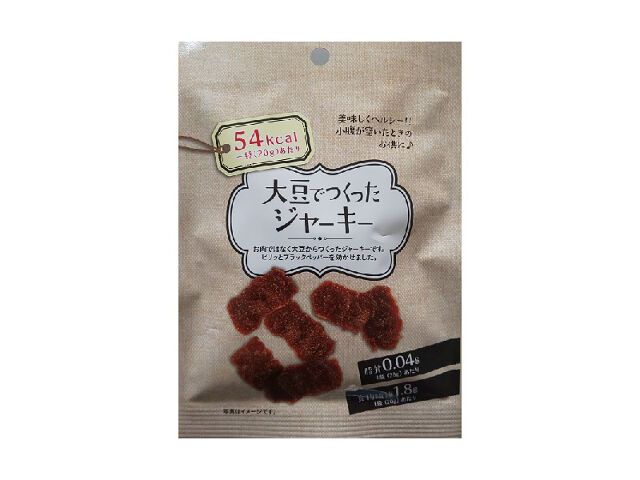 美味しくヘルシー!!
小腹が空いたときの
お供に♪
54kcal
一袋(20g)あたり
大豆でつくった
ジャーキー
お肉ではなく大豆からつくったジャーキーです。
ピリッとブラックペッパーを効かせました。
脂質0.04g
1袋(20g)あたり
1.8g
1袋(20g)あたり
写真はイメージです。